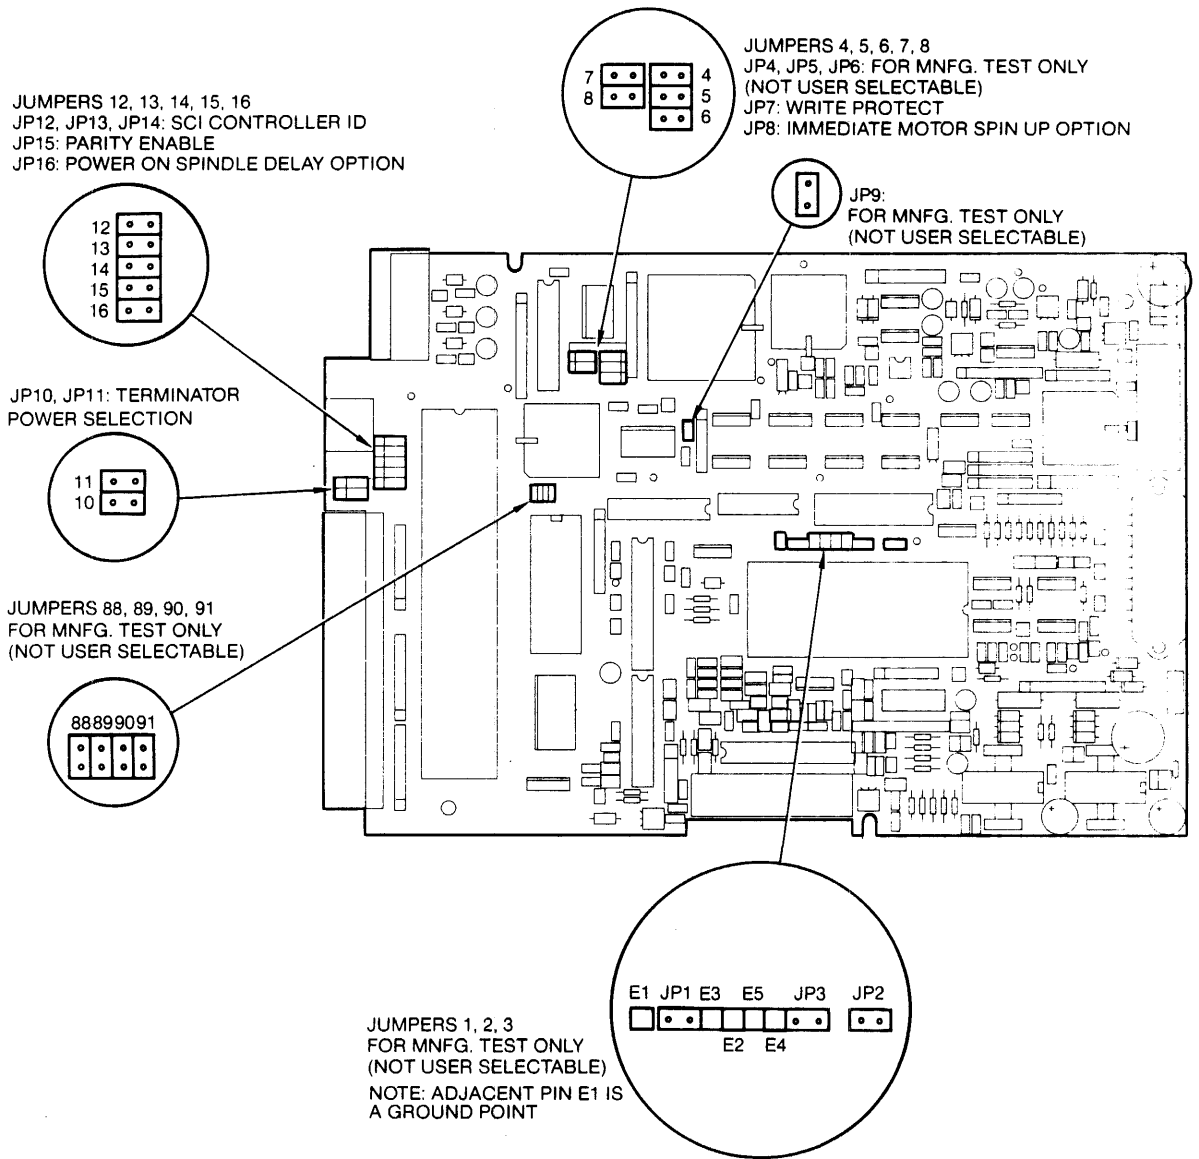 JUMPERS 4, 5, 6, 7, 8
JP4, JP5, JP6: FOR MNFG. TEST ONLY
(NOT USER SELECTABLE)
JP7: WRITE PROTECT
JP8: IMMEDIATE MOTOR SPIN UP OPTION
7
8
4
5
6
JUMPERS 12, 13, 14, 15, 16
JP12, JP13, JP14: SCI CONTROLLER ID
JP15: PARITY ENABLE
JP16: POWER ON SPINDLE DELAY OPTION
12
13
14
15
16
JP9:
FOR MNFG. TEST ONLY
(NOT USER SELECTABLE)
JP10, JP11: TERMINATOR
POWER SELECTION
11
10
JUMPERS 88, 89, 90, 91
FOR MNFG. TEST ONLY
(NOT USER SELECTABLE)
88899091
E1 JP1 E3 E5 JP3 JP2
E2 E4
JUMPERS 1, 2, 3
FOR MNFG. TEST ONLY
(NOT USER SELECTABLE)
NOTE: ADJACENT PIN E1 IS
A GROUND POINT